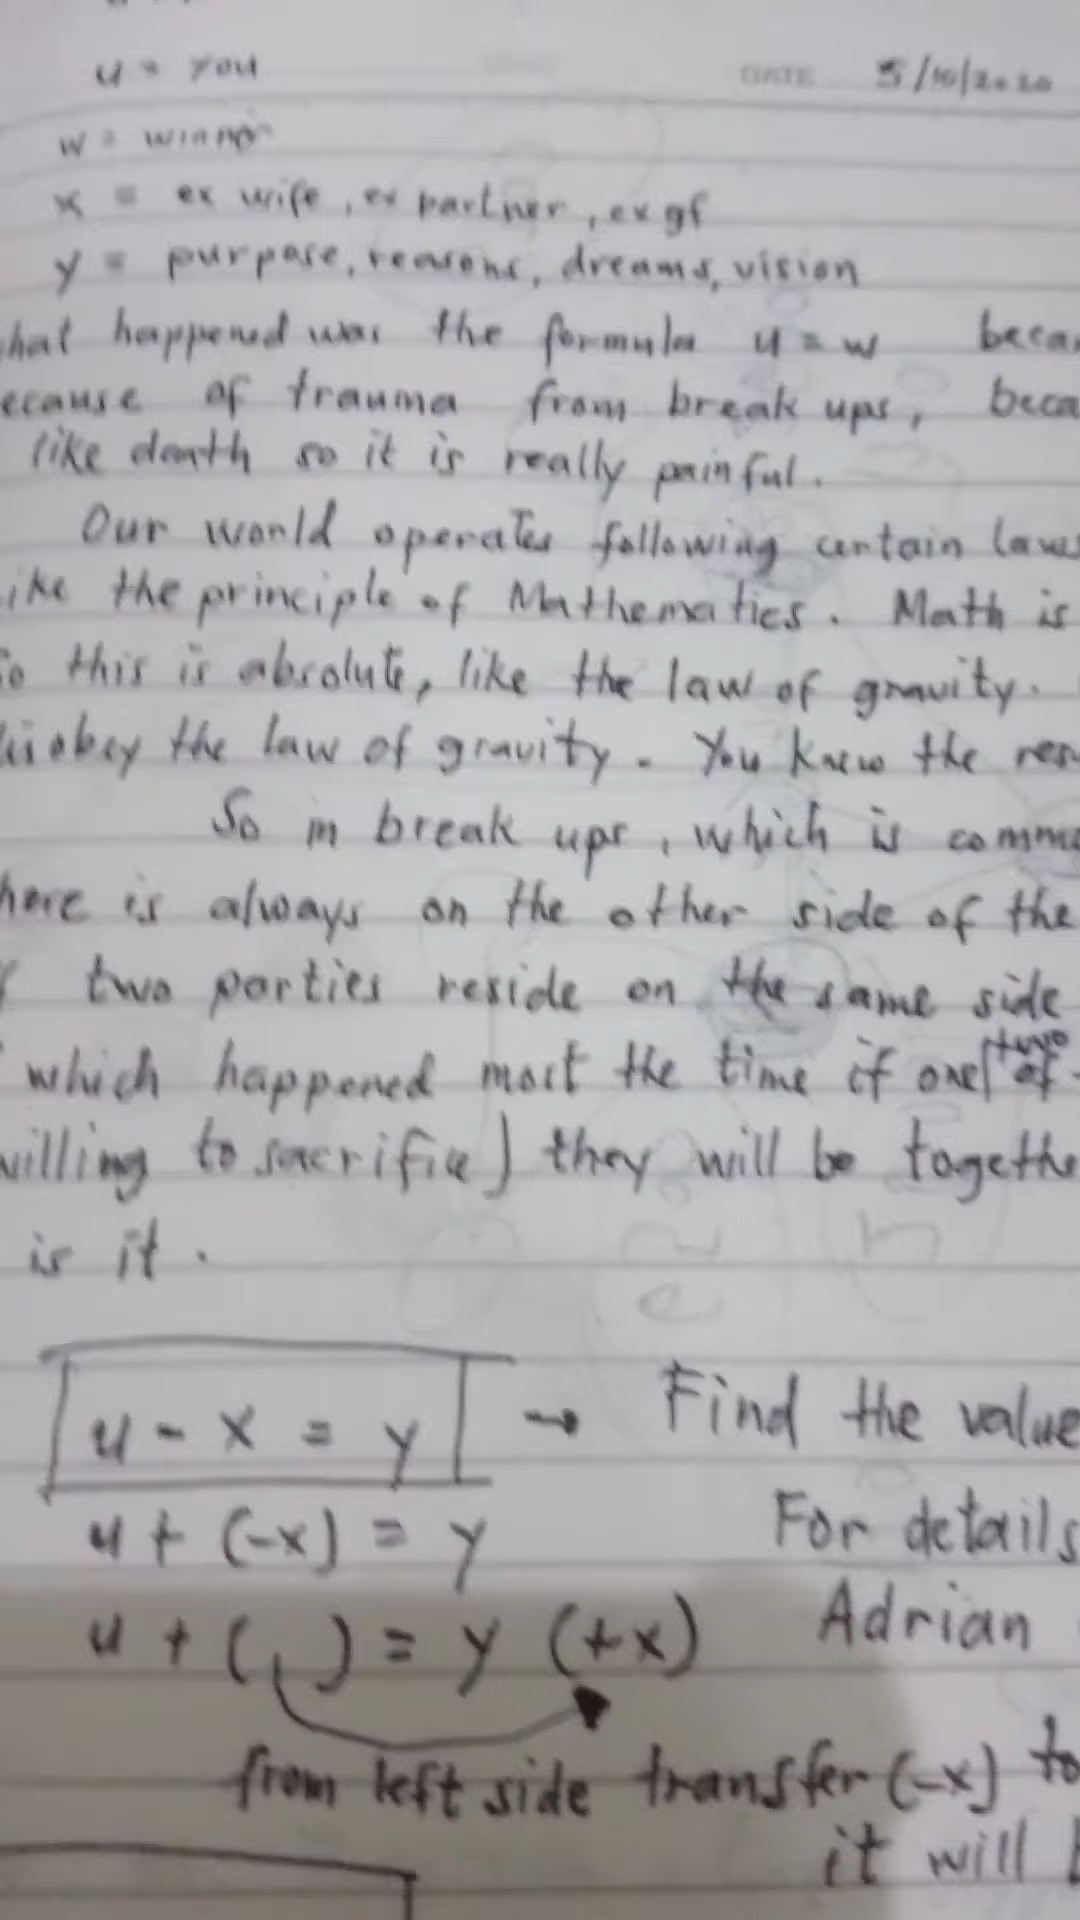 u = you
DATE 5/10/2020
w = winner
x = ex wife, ex partner, ex gf
y = purpose, reasons, dreams, vision
hat happened was the formula u = w becau
ecause of trauma from break ups, beca
like death so it is really painful.
Our world operates following certain laws
ike the principle of Mathematics. Math is
So this is absolute, like the law of gravity.
disobey the law of gravity. You know the res
So in break ups, which is commo
here is always on the other side of the
f two parties reside on the same side
which happened most the time if one two of
willing to sacrifice) they will be togethe
is it.
u - x = y → Find the value
u + (-x) = y For details
u + ( ) = y (+x) Adrian
from left side transfer (-x) to
it will b